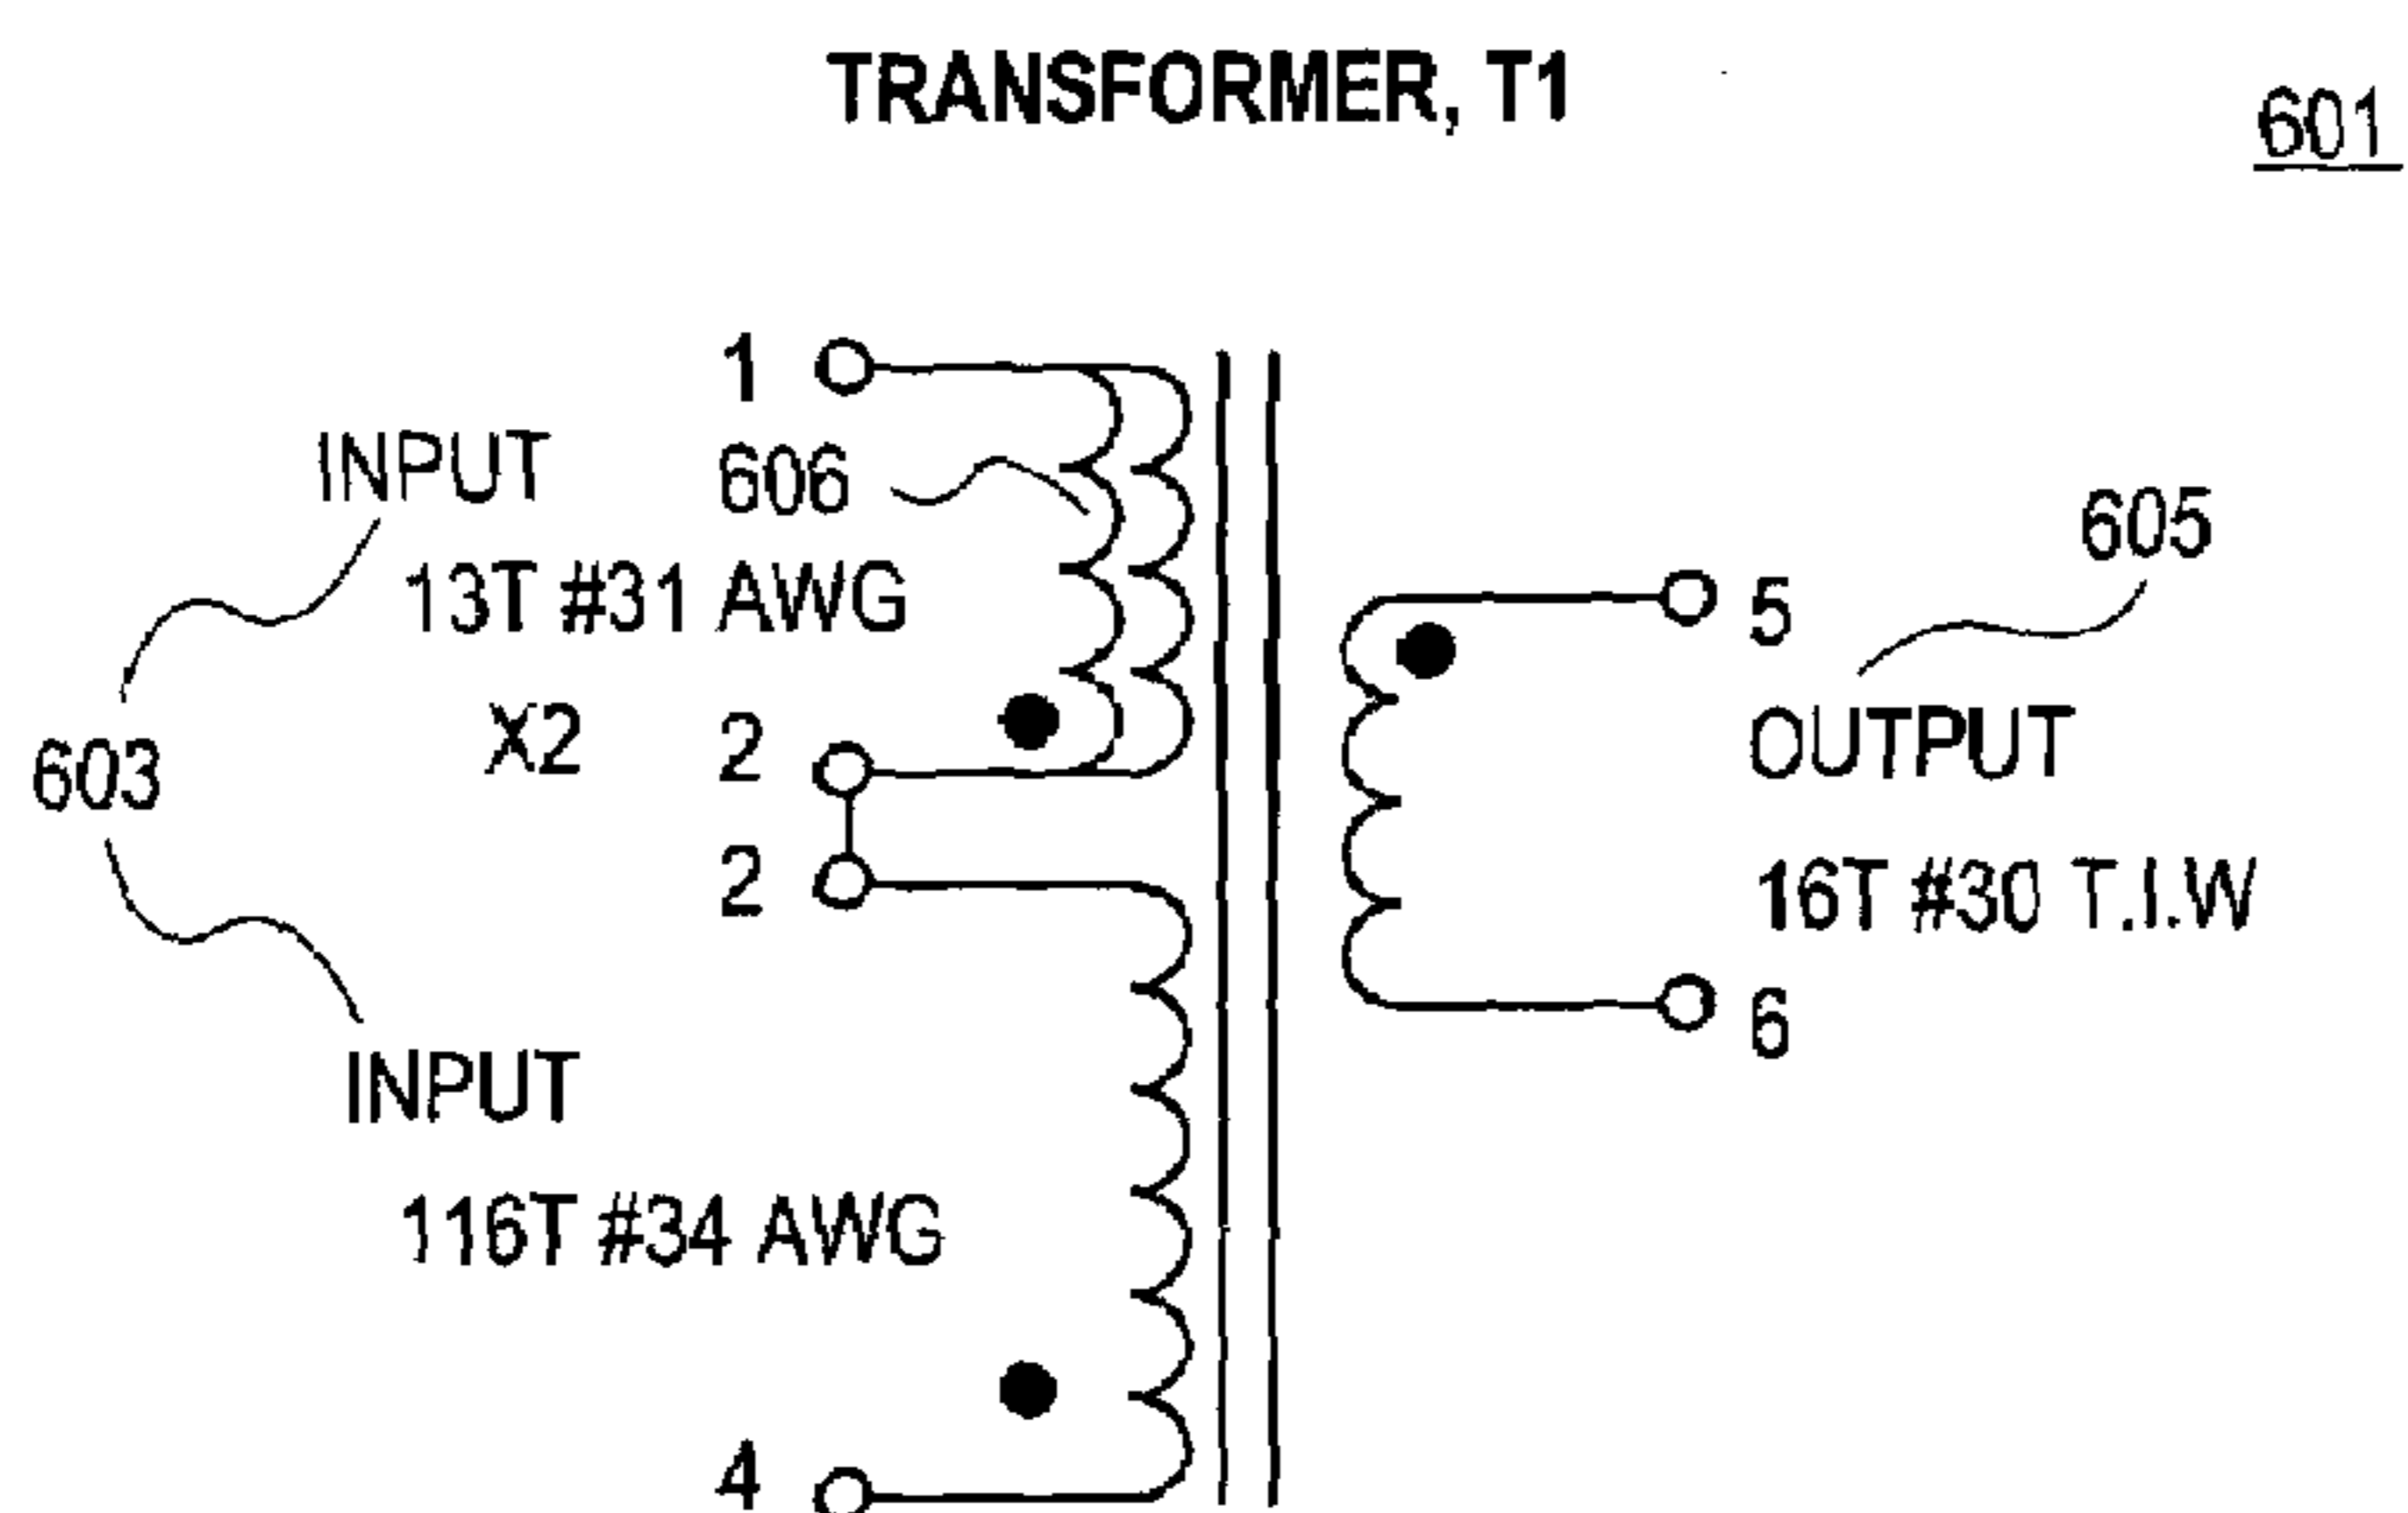 TRANSFORMER, T1
601
1
INPUT
606
13T #31 AWG
X2
2
603
2
INPUT
116T #34 AWG
4
605
5
OUTPUT
16T #30 T.I.W
6